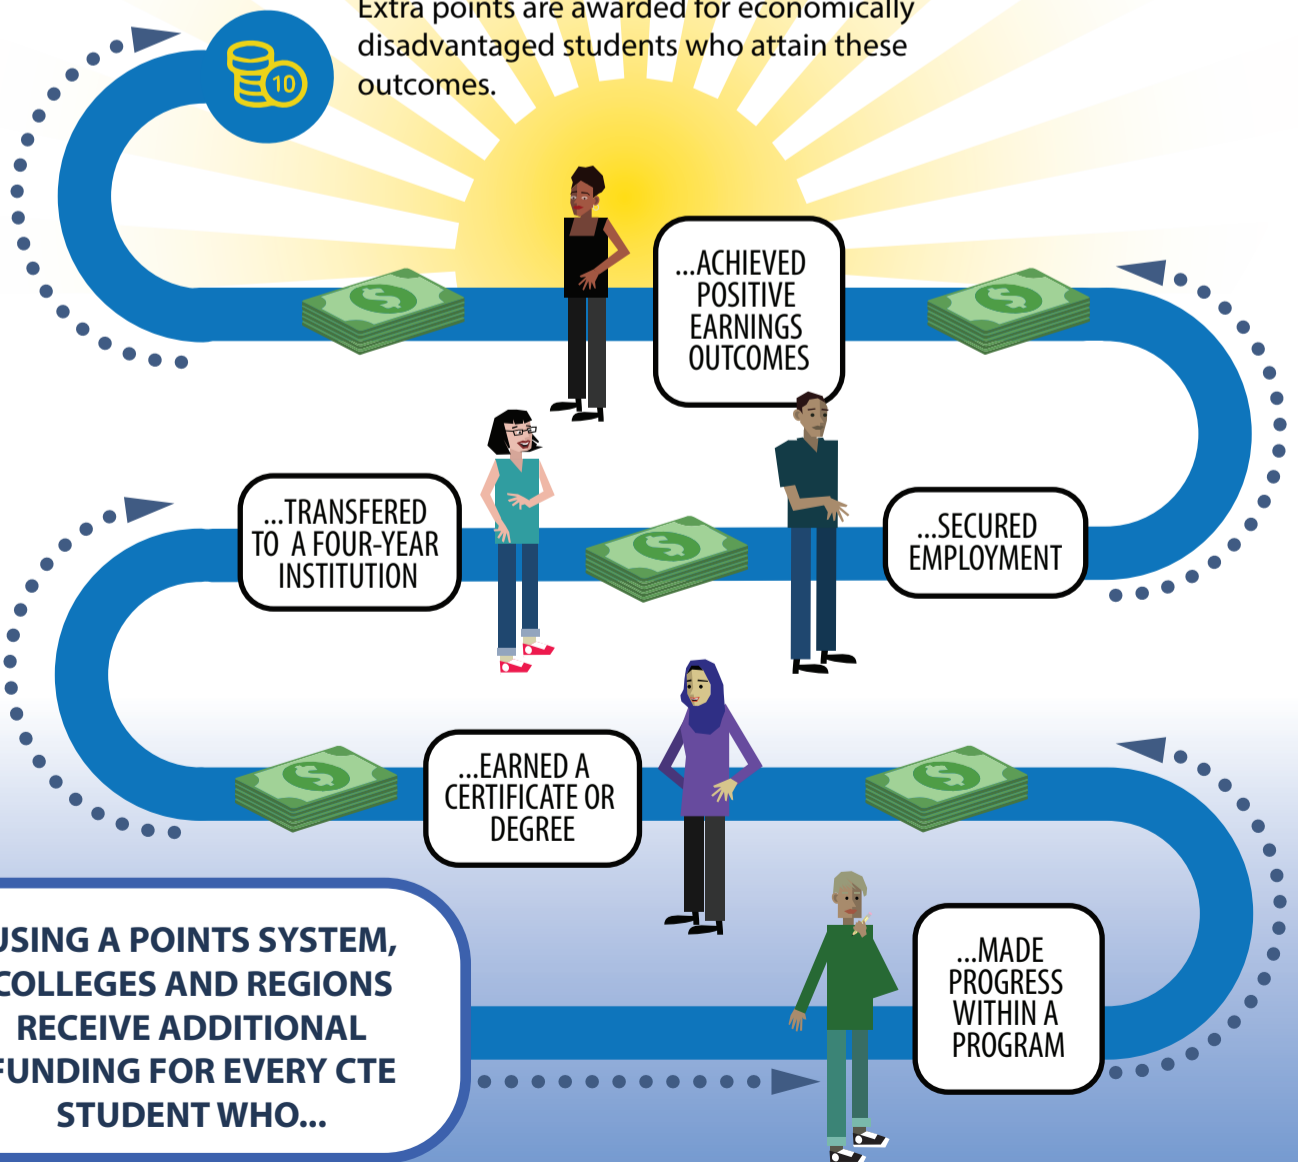 Extra points are awarded for economically
disadvantaged students who attain these
outcomes.
10
...ACHIEVED
POSITIVE
EARNINGS
OUTCOMES
...TRANSFERED
TO A FOUR-YEAR
INSTITUTION
...SECURED
EMPLOYMENT
...EARNED A
CERTIFICATE OR
DEGREE
...MADE
PROGRESS
WITHIN A
PROGRAM
USING A POINTS SYSTEM,
COLLEGES AND REGIONS
RECEIVE ADDITIONAL
FUNDING FOR EVERY CTE
STUDENT WHO...